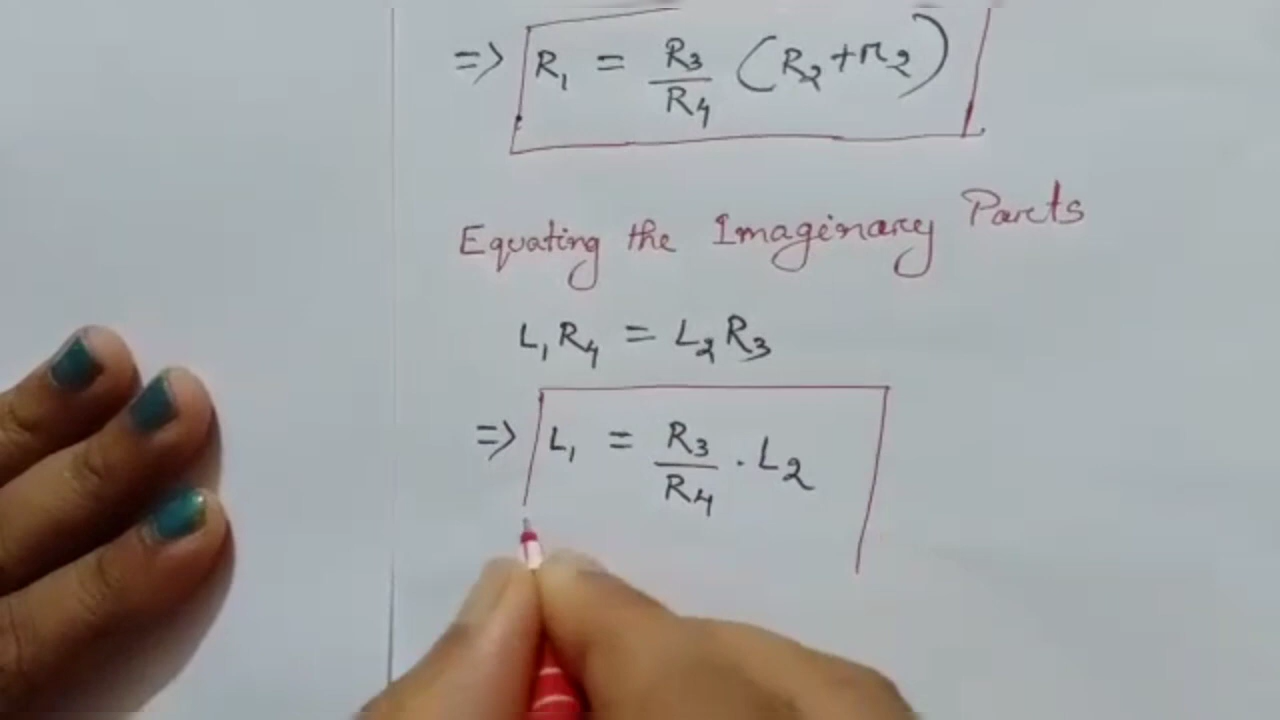 => R₁ = R₃/R₄ (R₂+r₂)
Equating the Imaginary Parts
L₁R₄ = L₂R₃
=> L₁ = R₃/R₄ . L₂